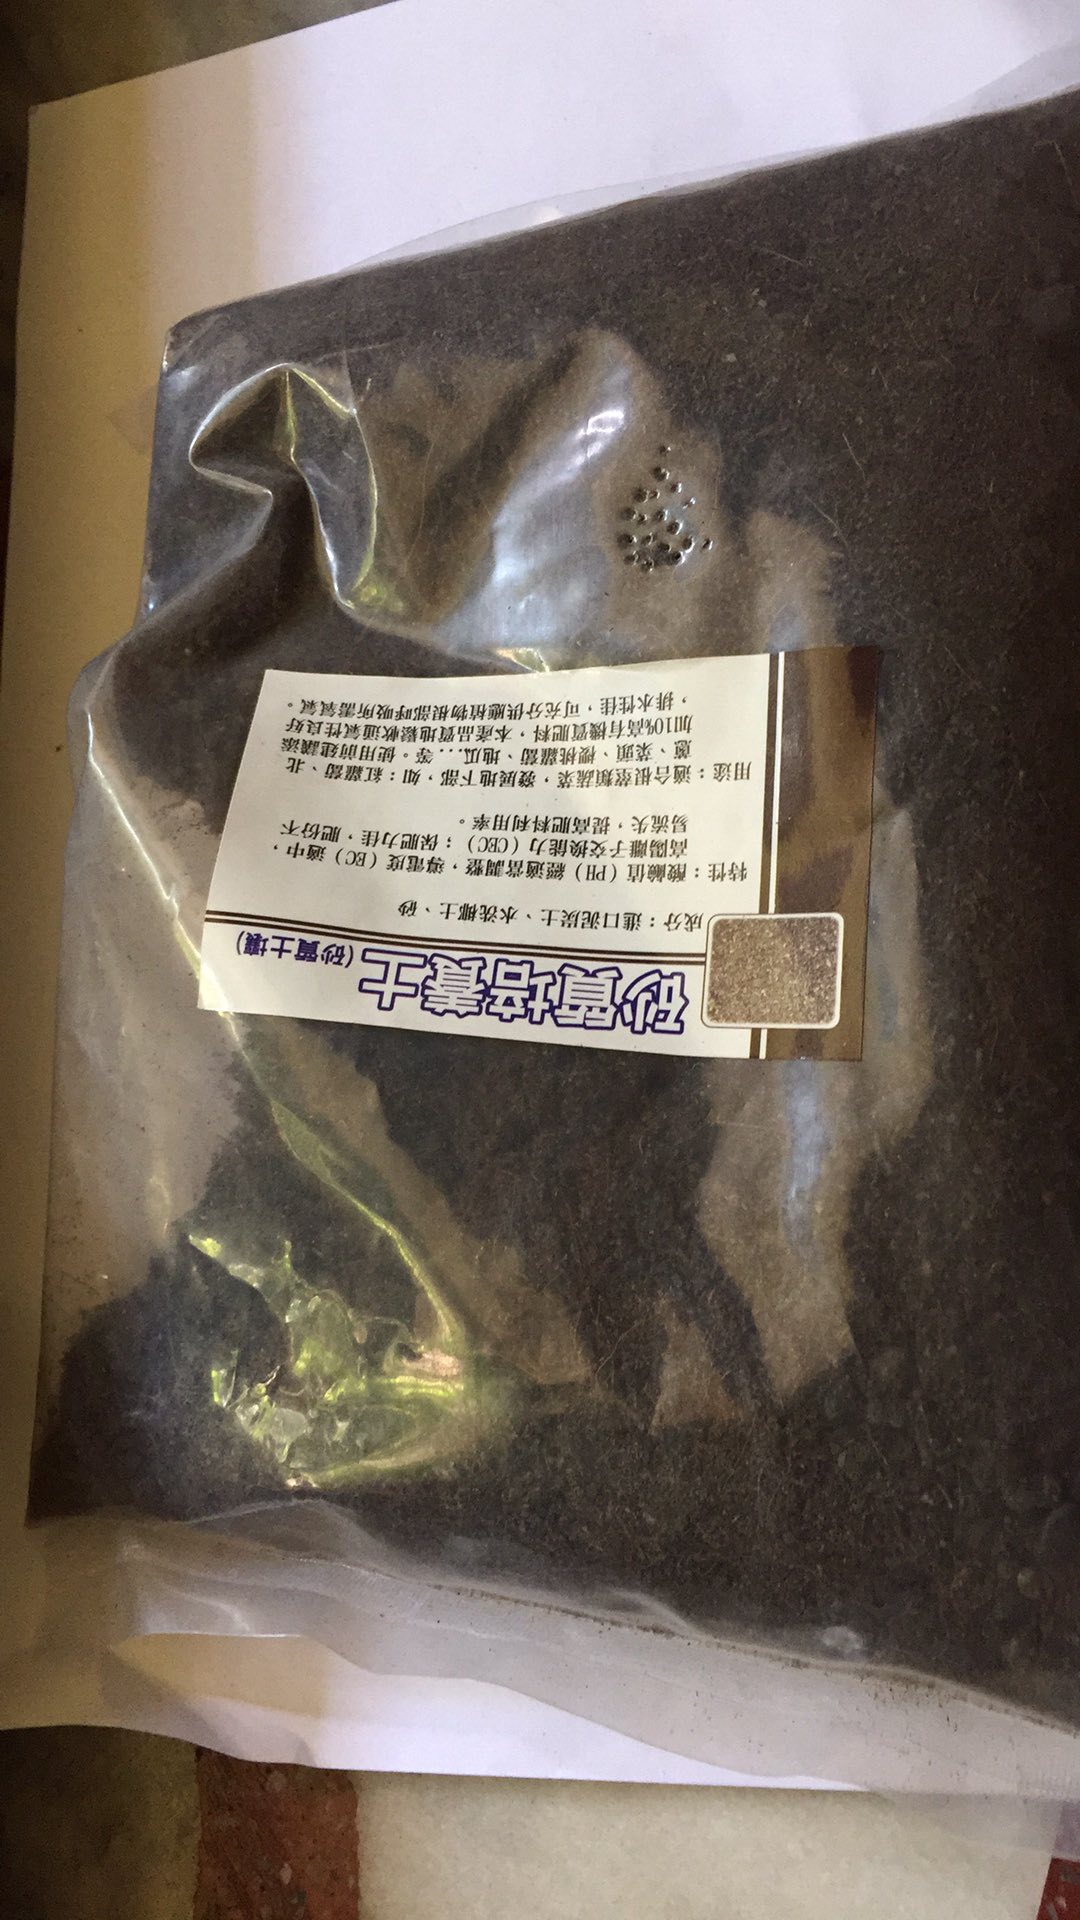 砂質培養土 (砂質土壤)
成分：進口泥炭土、水洗椰土、砂
特性：酸鹼值（PH）經適當調整，導電度（EC）適中，
高陽離子交換能力（CEC）；保肥力佳，肥份不
易流失，提高肥料利用率。
用途：適合根莖類蔬菜，發展地下部，如：紅蘿蔔、北
蔥、菜頭、櫻桃蘿蔔、地瓜...等。使用前建議添
加10%高有機質肥料，本產品質地鬆軟通氣性良好
，排水性佳，可充分供應植物根部呼吸所需氧氣。